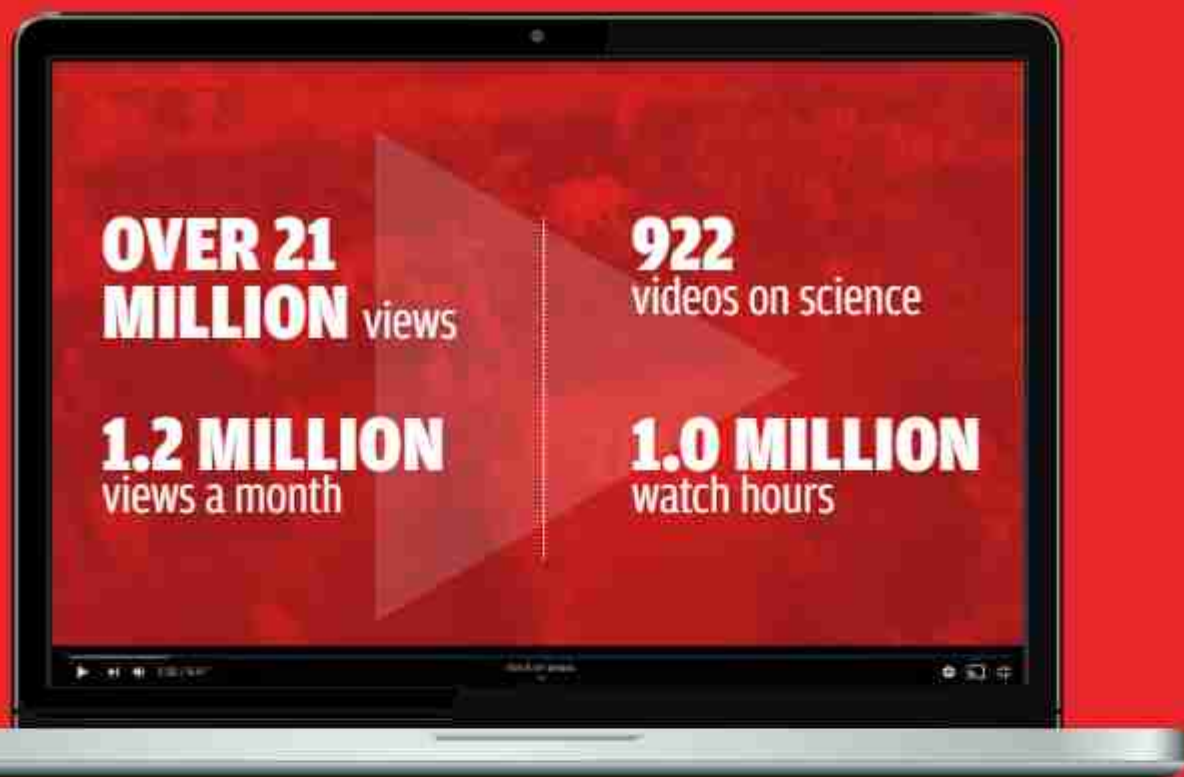 OVER 21
MILLION views
1.2 MILLION
views a month
922
videos on science
1.0 MILLION
watch hours